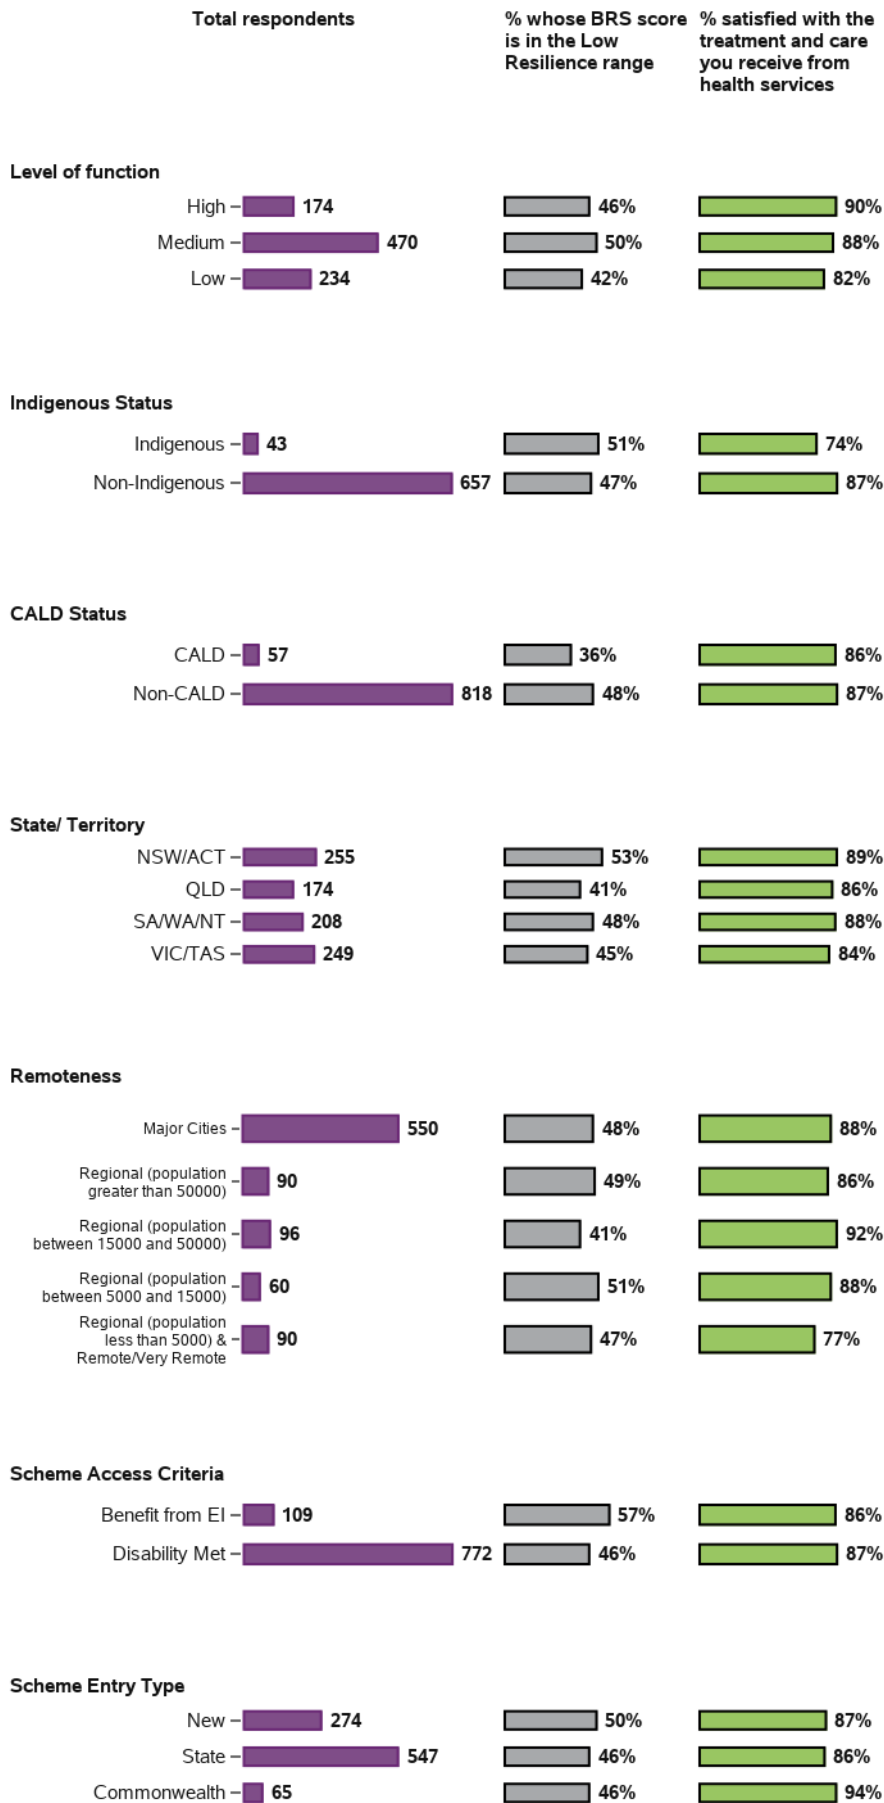 Total respondents
% whose BRS score
is in the Low
Resilience range
% satisfied with the
treatment and care
you receive from
health services
Level of function
High 174 46% 90%
Medium 470 50% 88%
Low 234 42% 82%
Indigenous Status
Indigenous 43 51% 74%
Non-Indigenous 657 47% 87%
CALD Status
CALD 57 36% 86%
Non-CALD 818 48% 87%
State/ Territory
NSW/ACT 255 53% 89%
QLD 174 41% 86%
SA/WA/NT 208 48% 88%
VIC/TAS 249 45% 84%
Remoteness
Major Cities 550 48% 88%
Regional (population
greater than 50000) 90 49% 86%
Regional (population
between 15000 and 50000) 96 41% 92%
Regional (population
between 5000 and 15000) 60 51% 88%
Regional (population
less than 5000) & 90 47% 77%
Remote/Very Remote
Scheme Access Criteria
Benefit from EI 109 57% 86%
Disability Met 772 46% 87%
Scheme Entry Type
New 274 50% 87%
State 547 46% 86%
Commonwealth 65 46% 94%